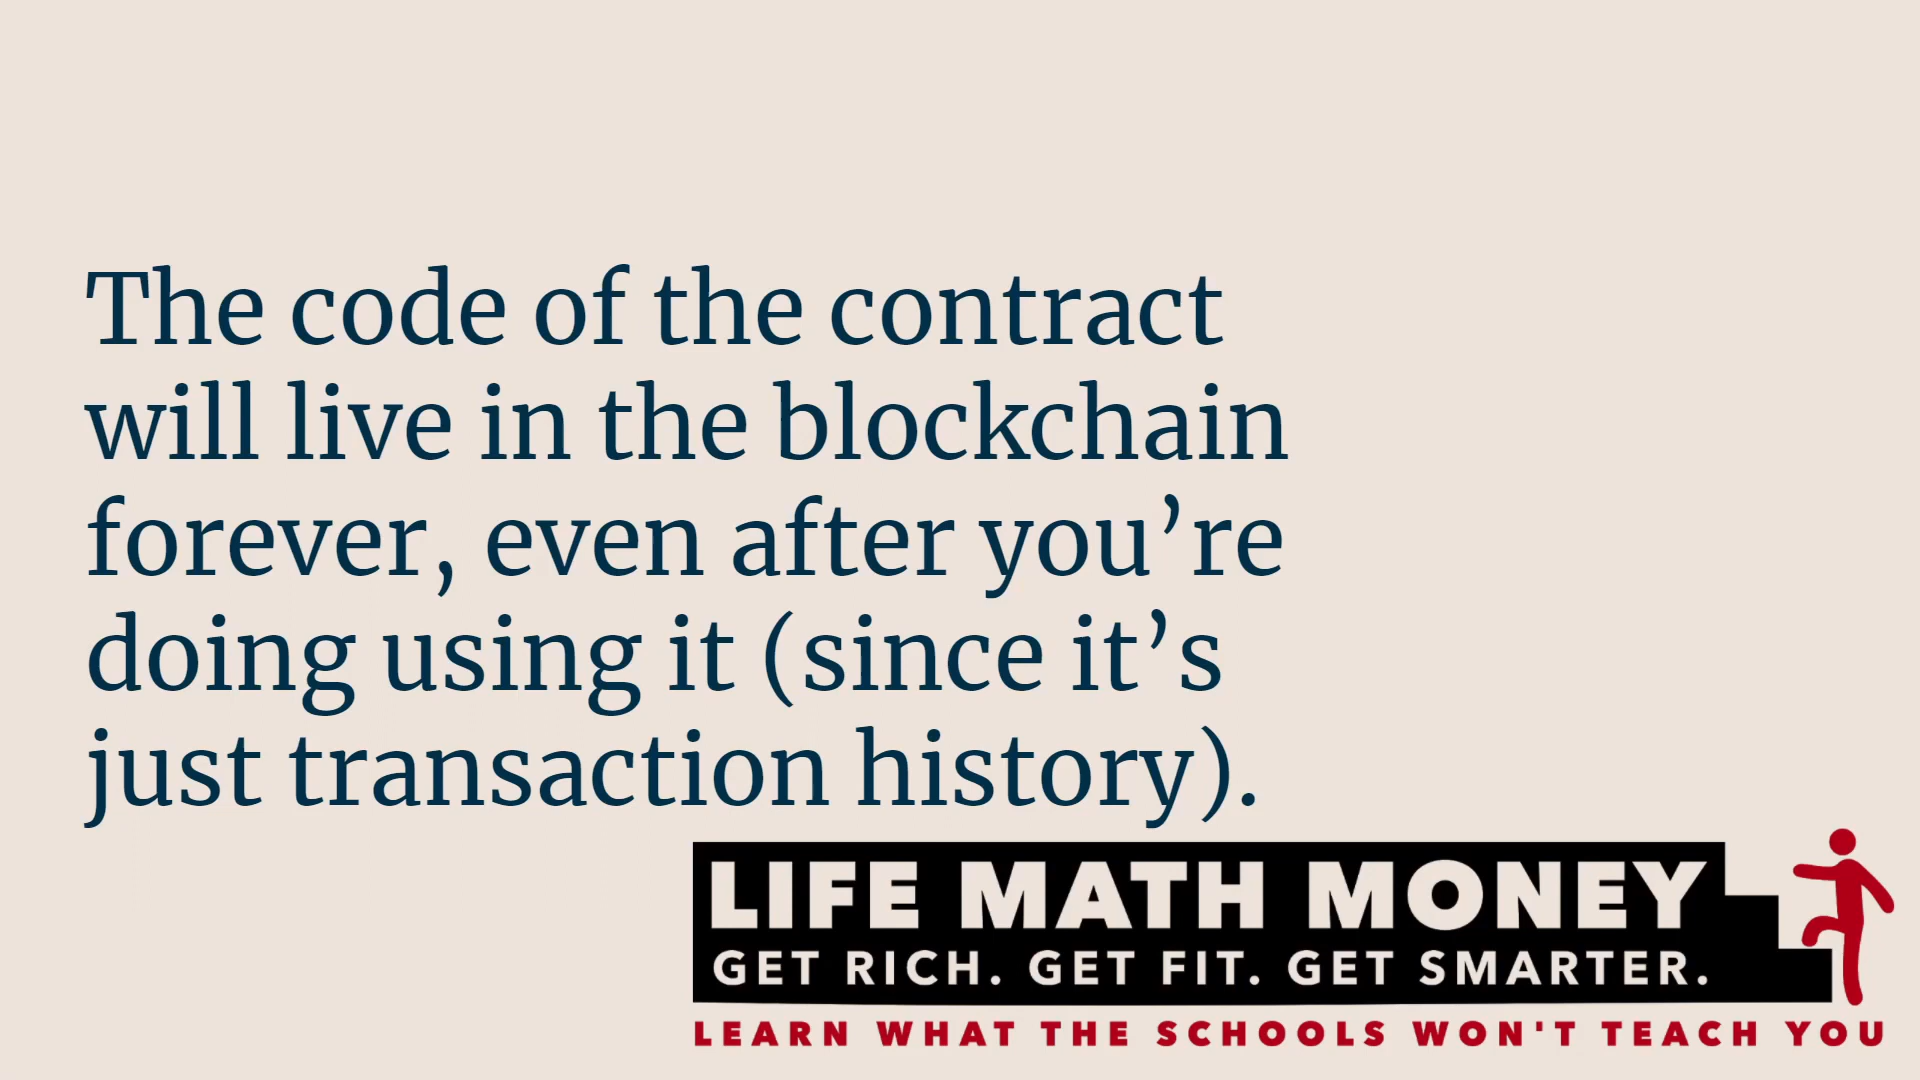 The code of the contract
will live in the blockchain
forever, even after you’re
doing using it (since it’s
just transaction history).
LIFE MATH MONEY
GET RICH. GET FIT. GET SMARTER.
LEARN WHAT THE SCHOOLS WON'T TEACH YOU